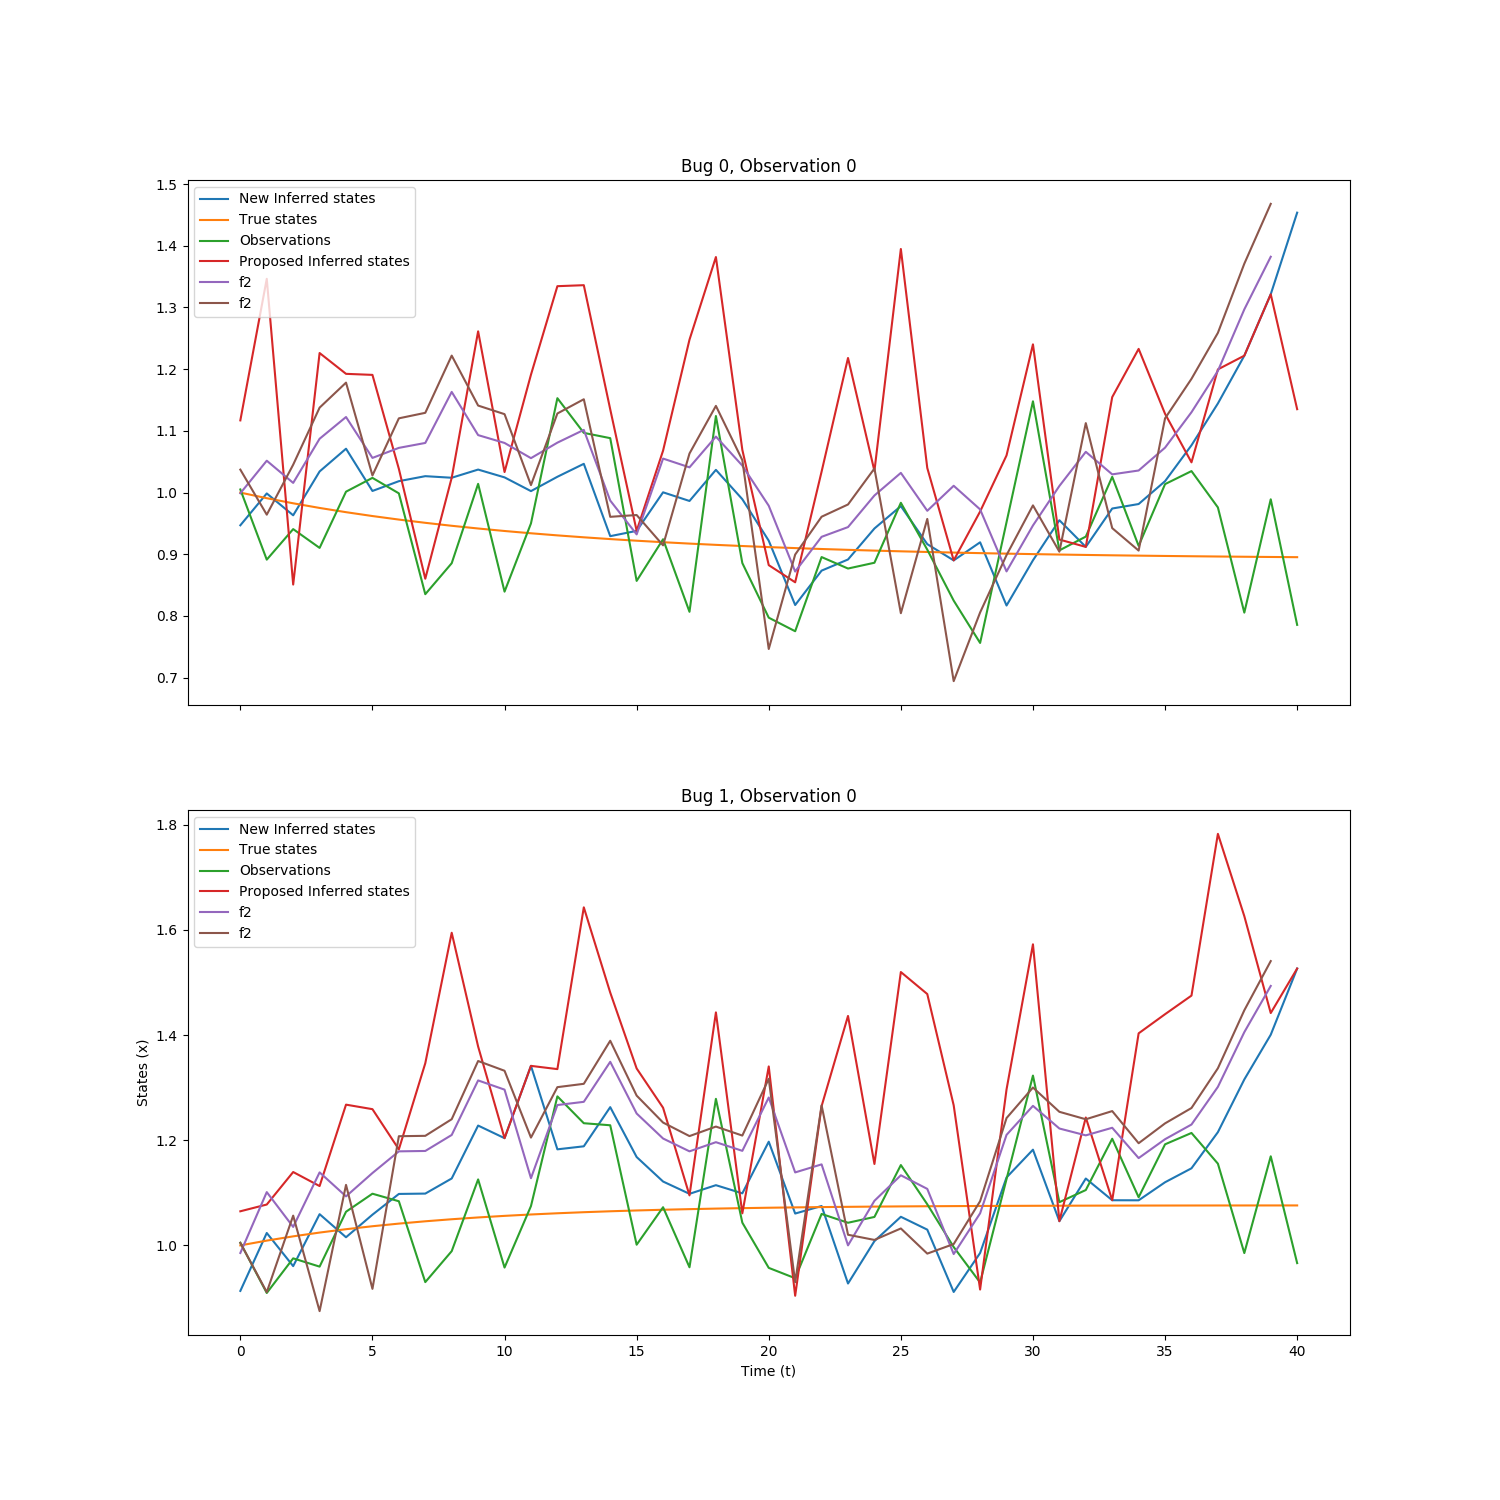 Bug 0, Observation 0
1.5
1.4
1.3
1.2
1.1
1.0
0.9
0.8
0.7
New Inferred states
True states
Observations
Proposed Inferred states
f2
f2
Bug 1, Observation 0
1.8
1.6
1.4
1.2
1.0
States (x)
New Inferred states
True states
Observations
Proposed Inferred states
f2
f2
0 5 10 15 20 25 30 35 40
Time (t)